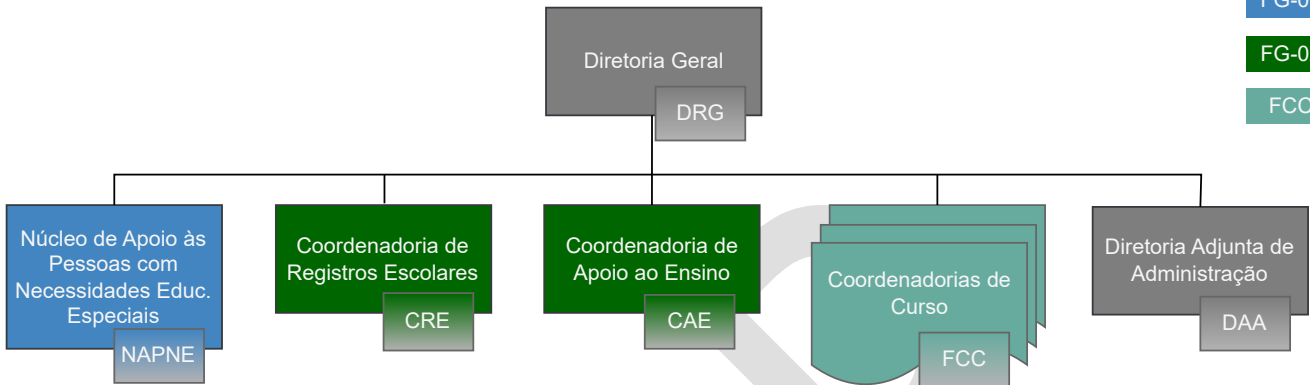 Diretoria Geral
DRG
FCC
Núcleo de Apoio às
Pessoas com
Necessidades Educ.
Especiais
NAPNE
Coordenadoria de
Registros Escolares
CRE
Coordenadoria de
Apoio ao Ensino
CAE
Coordenadorias de
Curso
FCC
Diretoria Adjunta de
Administração
DAA